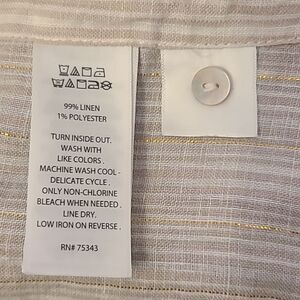 99% LINEN
1% POLYESTER
TURN INSIDE OUT.
WASH WITH
LIKE COLORS.
MACHINE WASH COOL -
DELICATE CYCLE.
ONLY NON-CHLORINE
BLEACH WHEN NEEDED.
LINE DRY.
LOW IRON ON REVERSE.
RN# 75343